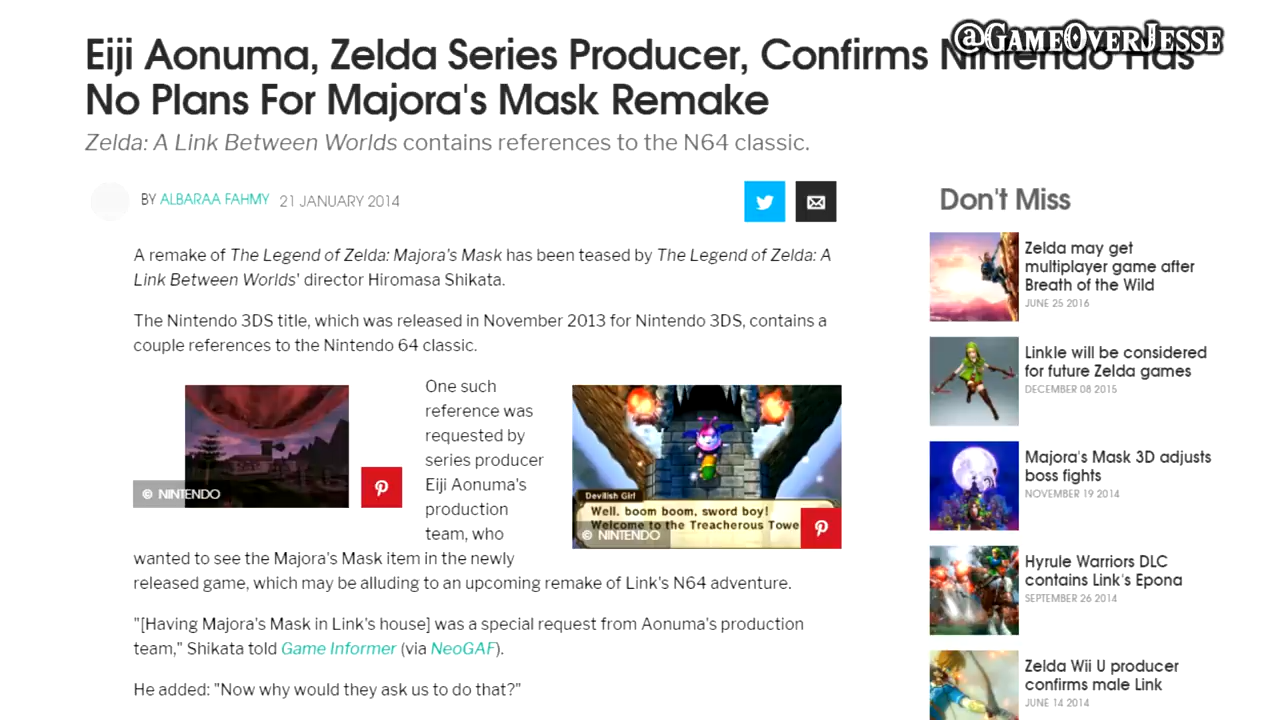 @GameOverJesse
Eiji Aonuma, Zelda Series Producer, Confirms Nintendo Has
No Plans For Majora's Mask Remake
Zelda: A Link Between Worlds contains references to the N64 classic.
BY ALBARAA FAHMY 21 JANUARY 2014
A remake of The Legend of Zelda: Majora's Mask has been teased by The Legend of Zelda: A
Link Between Worlds' director Hiromasa Shikata.
The Nintendo 3DS title, which was released in November 2013 for Nintendo 3DS, contains a
couple references to the Nintendo 64 classic.
© NINTENDO
One such
reference was
requested by
series producer
Eiji Aonuma's
production
team, who
Devilish Girl
Well, boom boom, sword boy!
Welcome to the Treacherous Towe
© NINTENDO
wanted to see the Majora's Mask item in the newly
released game, which may be alluding to an upcoming remake of Link's N64 adventure.
"[Having Majora's Mask in Link's house] was a special request from Aonuma's production
team," Shikata told Game Informer (via NeoGAF).
He added: "Now why would they ask us to do that?"
Don't Miss
Zelda may get
multiplayer game after
Breath of the Wild
JUNE 25 2016
Linkle will be considered
for future Zelda games
DECEMBER 08 2015
Majora's Mask 3D adjusts
boss fights
NOVEMBER 19 2014
Hyrule Warriors DLC
contains Link's Epona
SEPTEMBER 26 2014
Zelda Wii U producer
confirms male Link
JUNE 14 2014